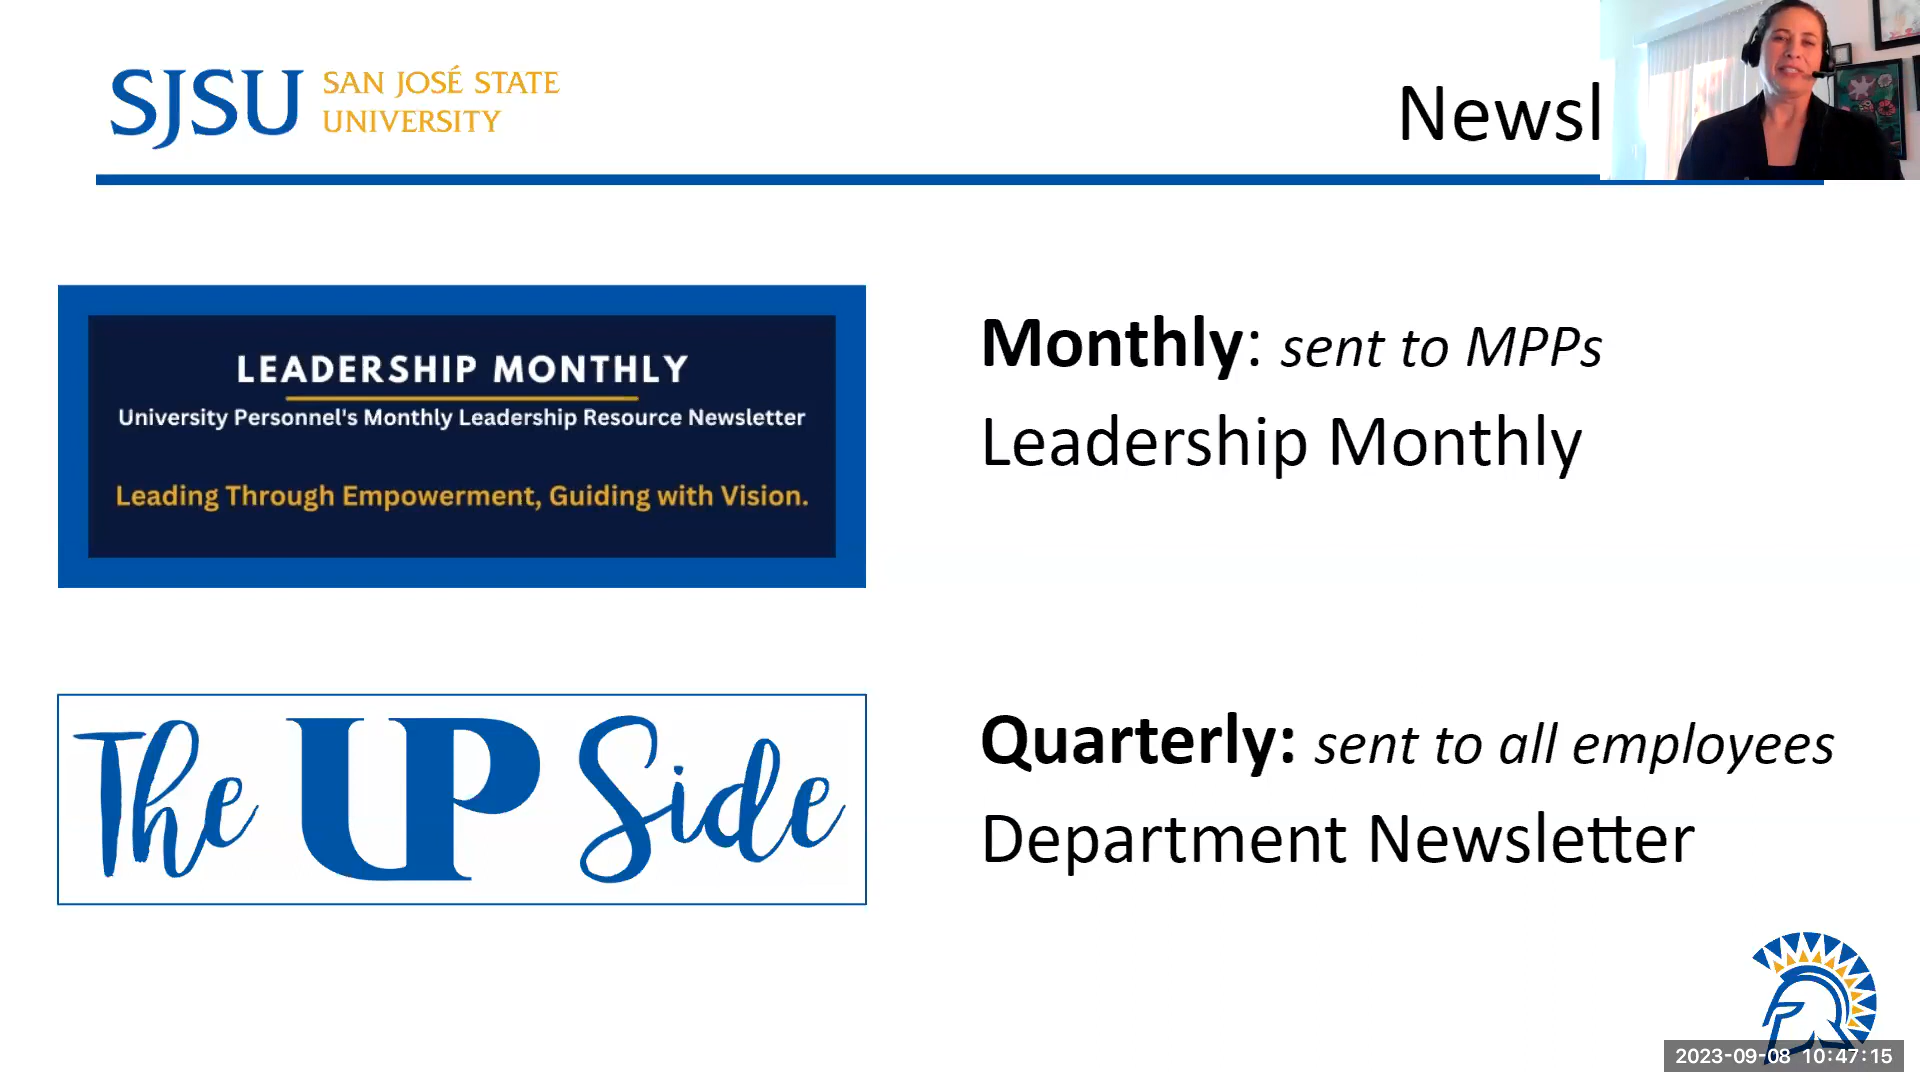 SJSU SAN JOSÉ STATE
UNIVERSITY
Newsl
LEADERSHIP MONTHLY
University Personnel's Monthly Leadership Resource Newsletter
Leading Through Empowerment, Guiding with Vision.
Monthly: sent to MPPs
Leadership Monthly
The UP Side
Quarterly: sent to all employees
Department Newsletter
2023-09-08 10:47:15